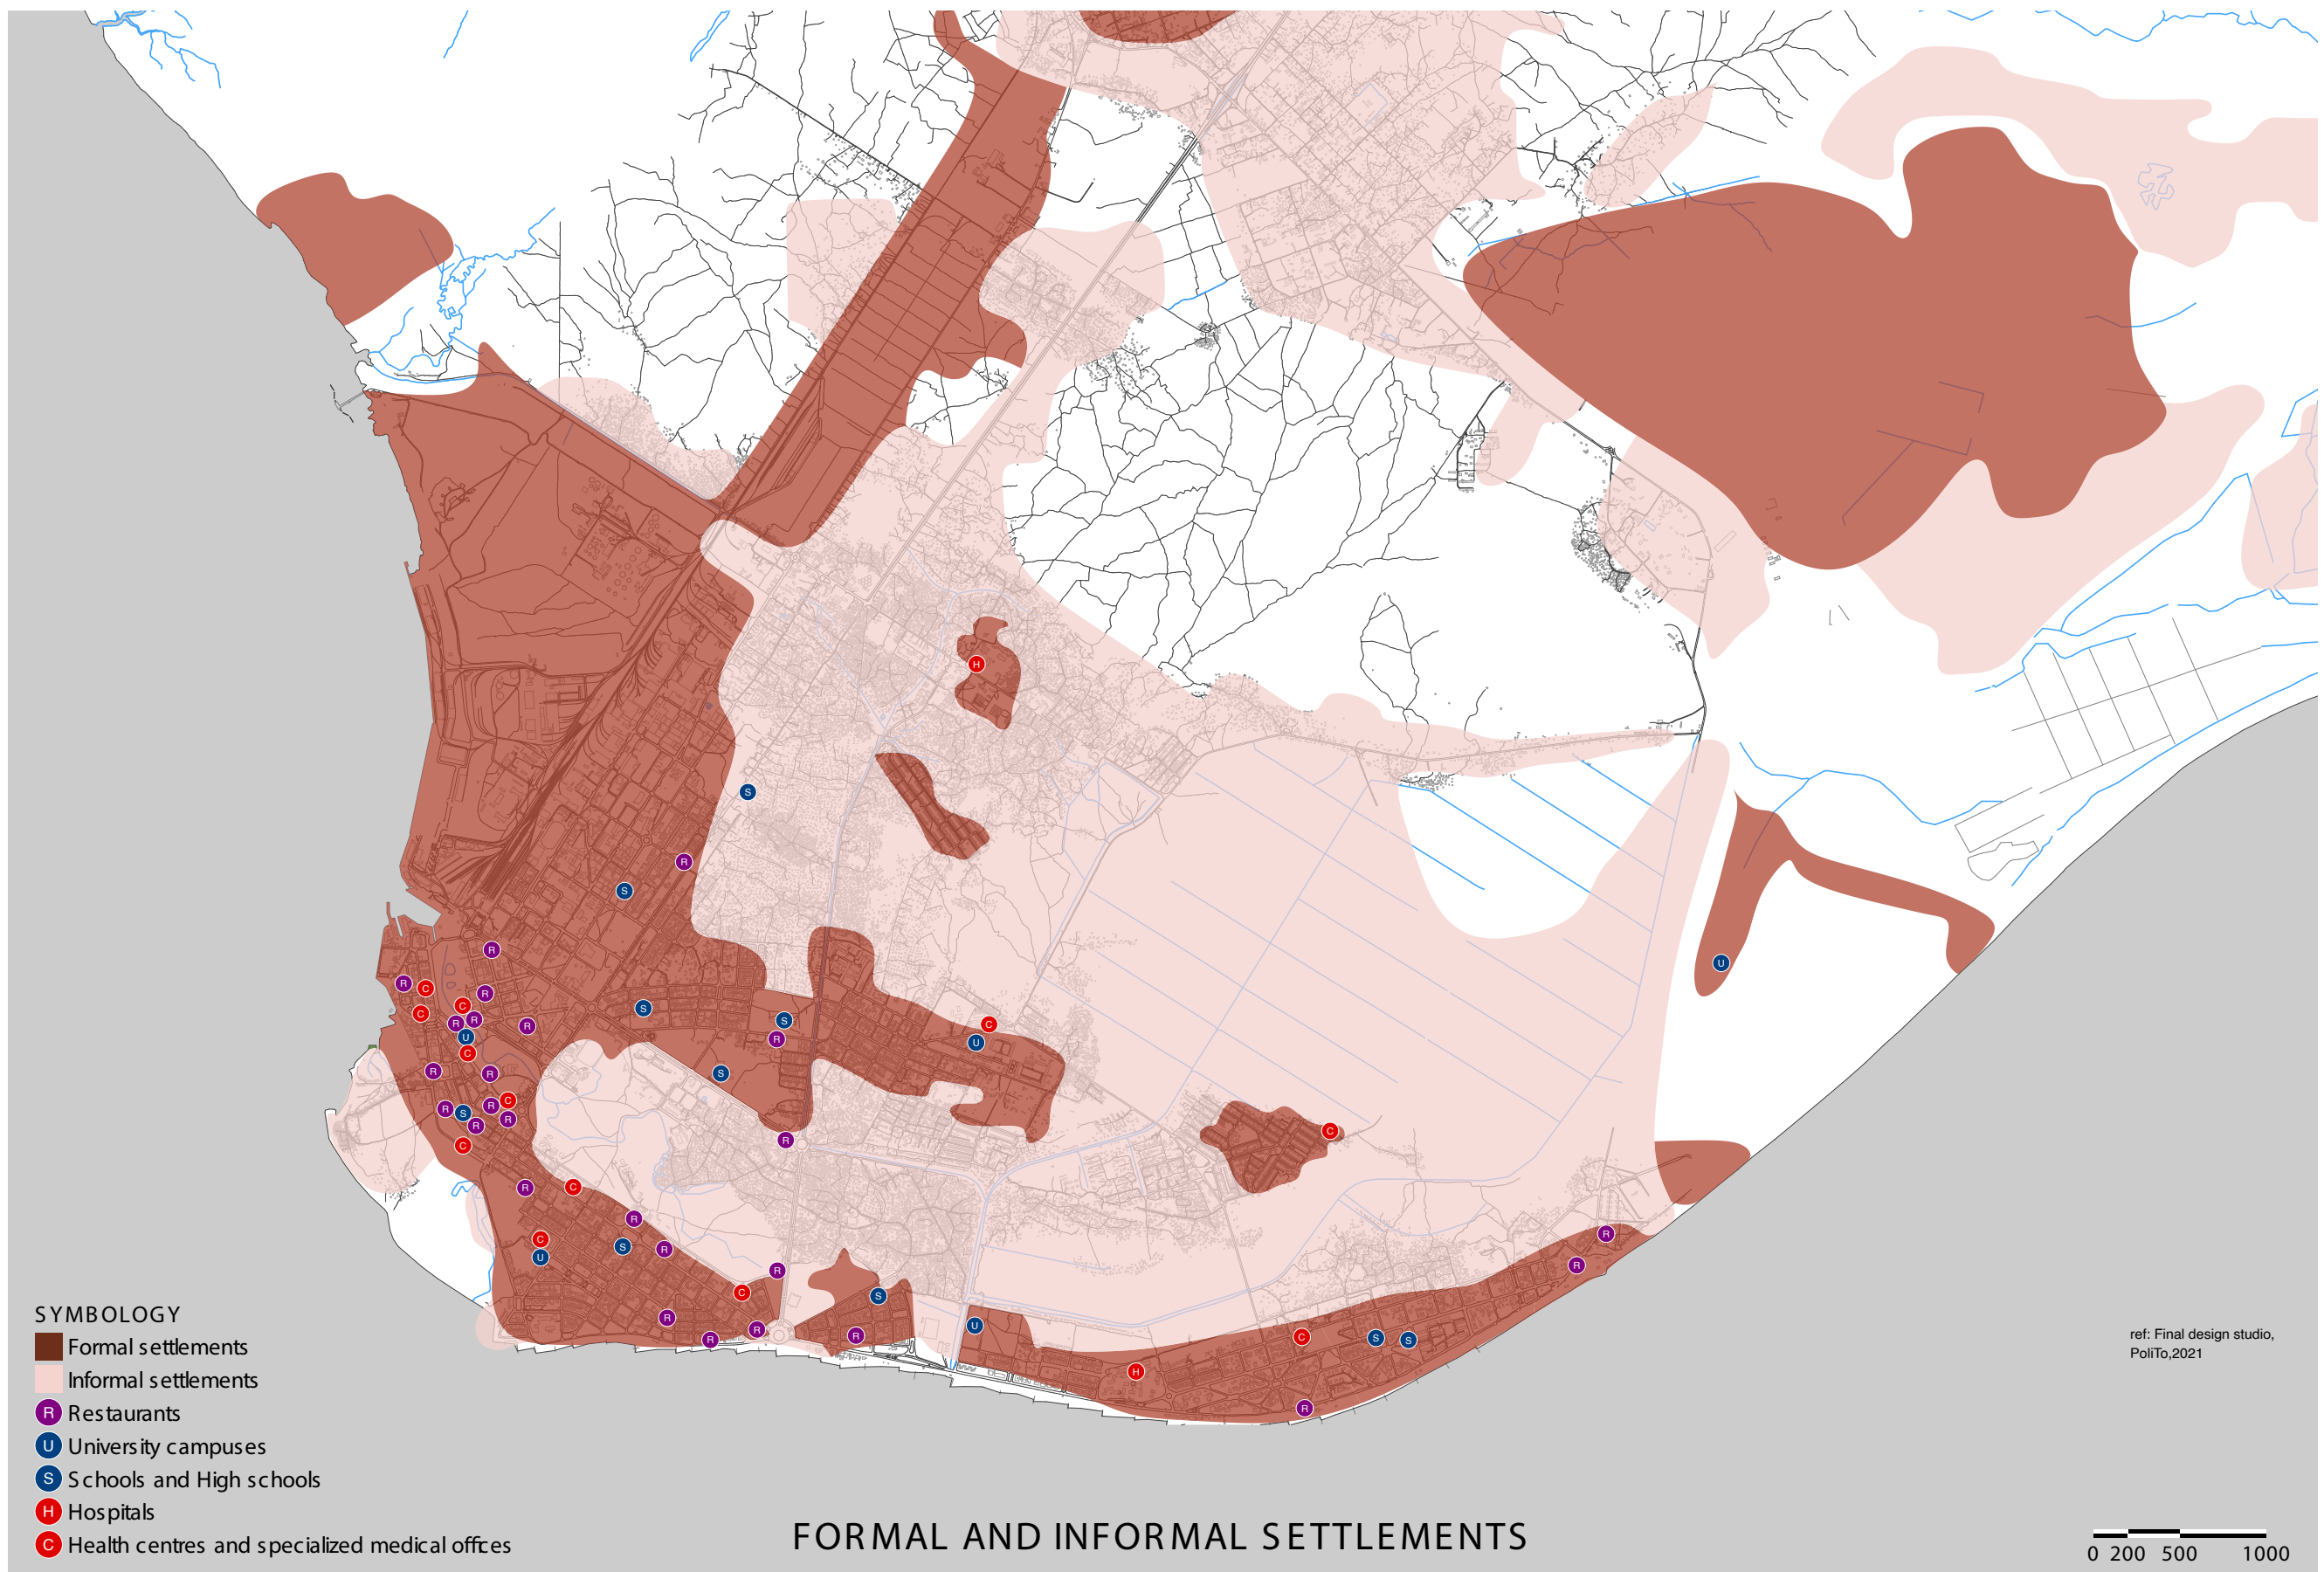 H
S
R
S
R
U
R
C
R
C
S
C
R
S
C
R
R
R
U
R
U
C
R
R
S
R
C
R
S
R
R
C
R
C
R
C
R
S
R
R
C
U
R
R
C
S
R
S
U
R
R
R
R
C
S
S
H
R
SYMBOLOGY
Formal settlements
Informal settlements
R Restaurants
U University campuses
S Schools and High schools
H Hospitals
C Health centres and specialized medical offices
ref: Final design studio,
PoliTo,2021
FORMAL AND INFORMAL SETTLEMENTS
0 200 500 1000